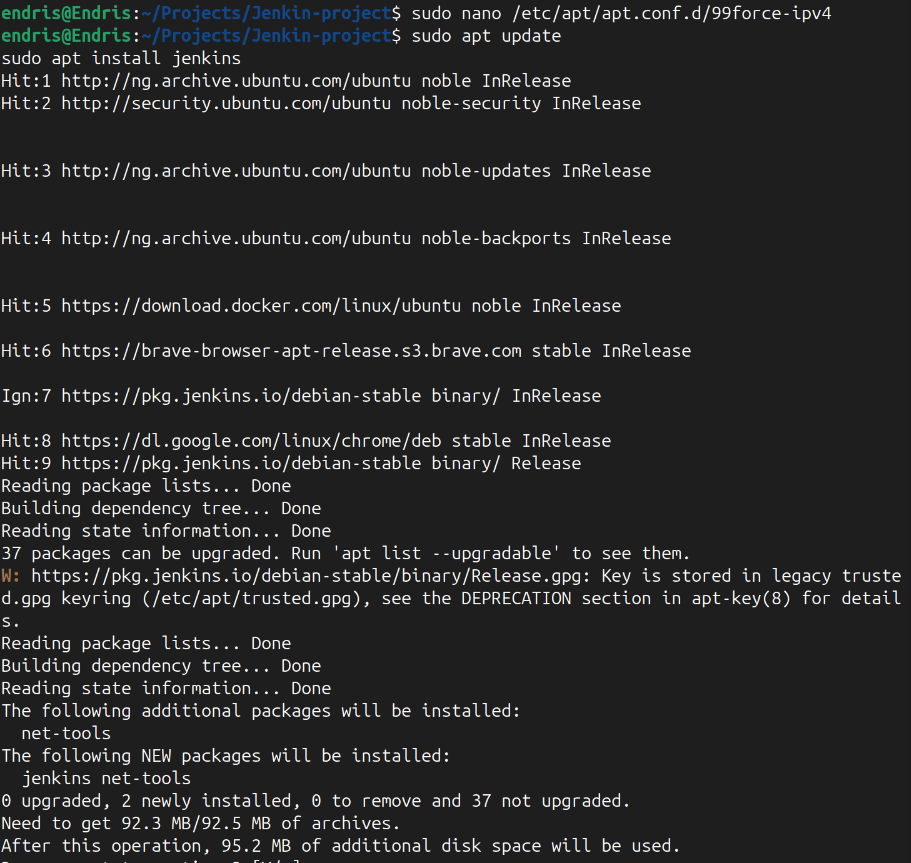 endris@Endris:~/Projects/Jenkin-project$ sudo nano /etc/apt/apt.conf.d/99force-ipv4
endris@Endris:~/Projects/Jenkin-project$ sudo apt update
sudo apt install jenkins
Hit:1 http://ng.archive.ubuntu.com/ubuntu noble InRelease
Hit:2 http://security.ubuntu.com/ubuntu noble-security InRelease
Hit:3 http://ng.archive.ubuntu.com/ubuntu noble-updates InRelease
Hit:4 http://ng.archive.ubuntu.com/ubuntu noble-backports InRelease
Hit:5 https://download.docker.com/linux/ubuntu noble InRelease
Hit:6 https://brave-browser-apt-release.s3.brave.com stable InRelease
Ign:7 https://pkg.jenkins.io/debian-stable binary/ InRelease
Hit:8 https://dl.google.com/linux/chrome/deb stable InRelease
Hit:9 https://pkg.jenkins.io/debian-stable binary/ Release
Reading package lists... Done
Building dependency tree... Done
Reading state information... Done
37 packages can be upgraded. Run 'apt list --upgradable' to see them.
W: https://pkg.jenkins.io/debian-stable/binary/Release.gpg: Key is stored in legacy truste
d.gpg keyring (/etc/apt/trusted.gpg), see the DEPRECATION section in apt-key(8) for detail
s.
Reading package lists... Done
Building dependency tree... Done
Reading state information... Done
The following additional packages will be installed:
  net-tools
The following NEW packages will be installed:
  jenkins net-tools
0 upgraded, 2 newly installed, 0 to remove and 37 not upgraded.
Need to get 92.3 MB/92.5 MB of archives.
After this operation, 95.2 MB of additional disk space will be used.